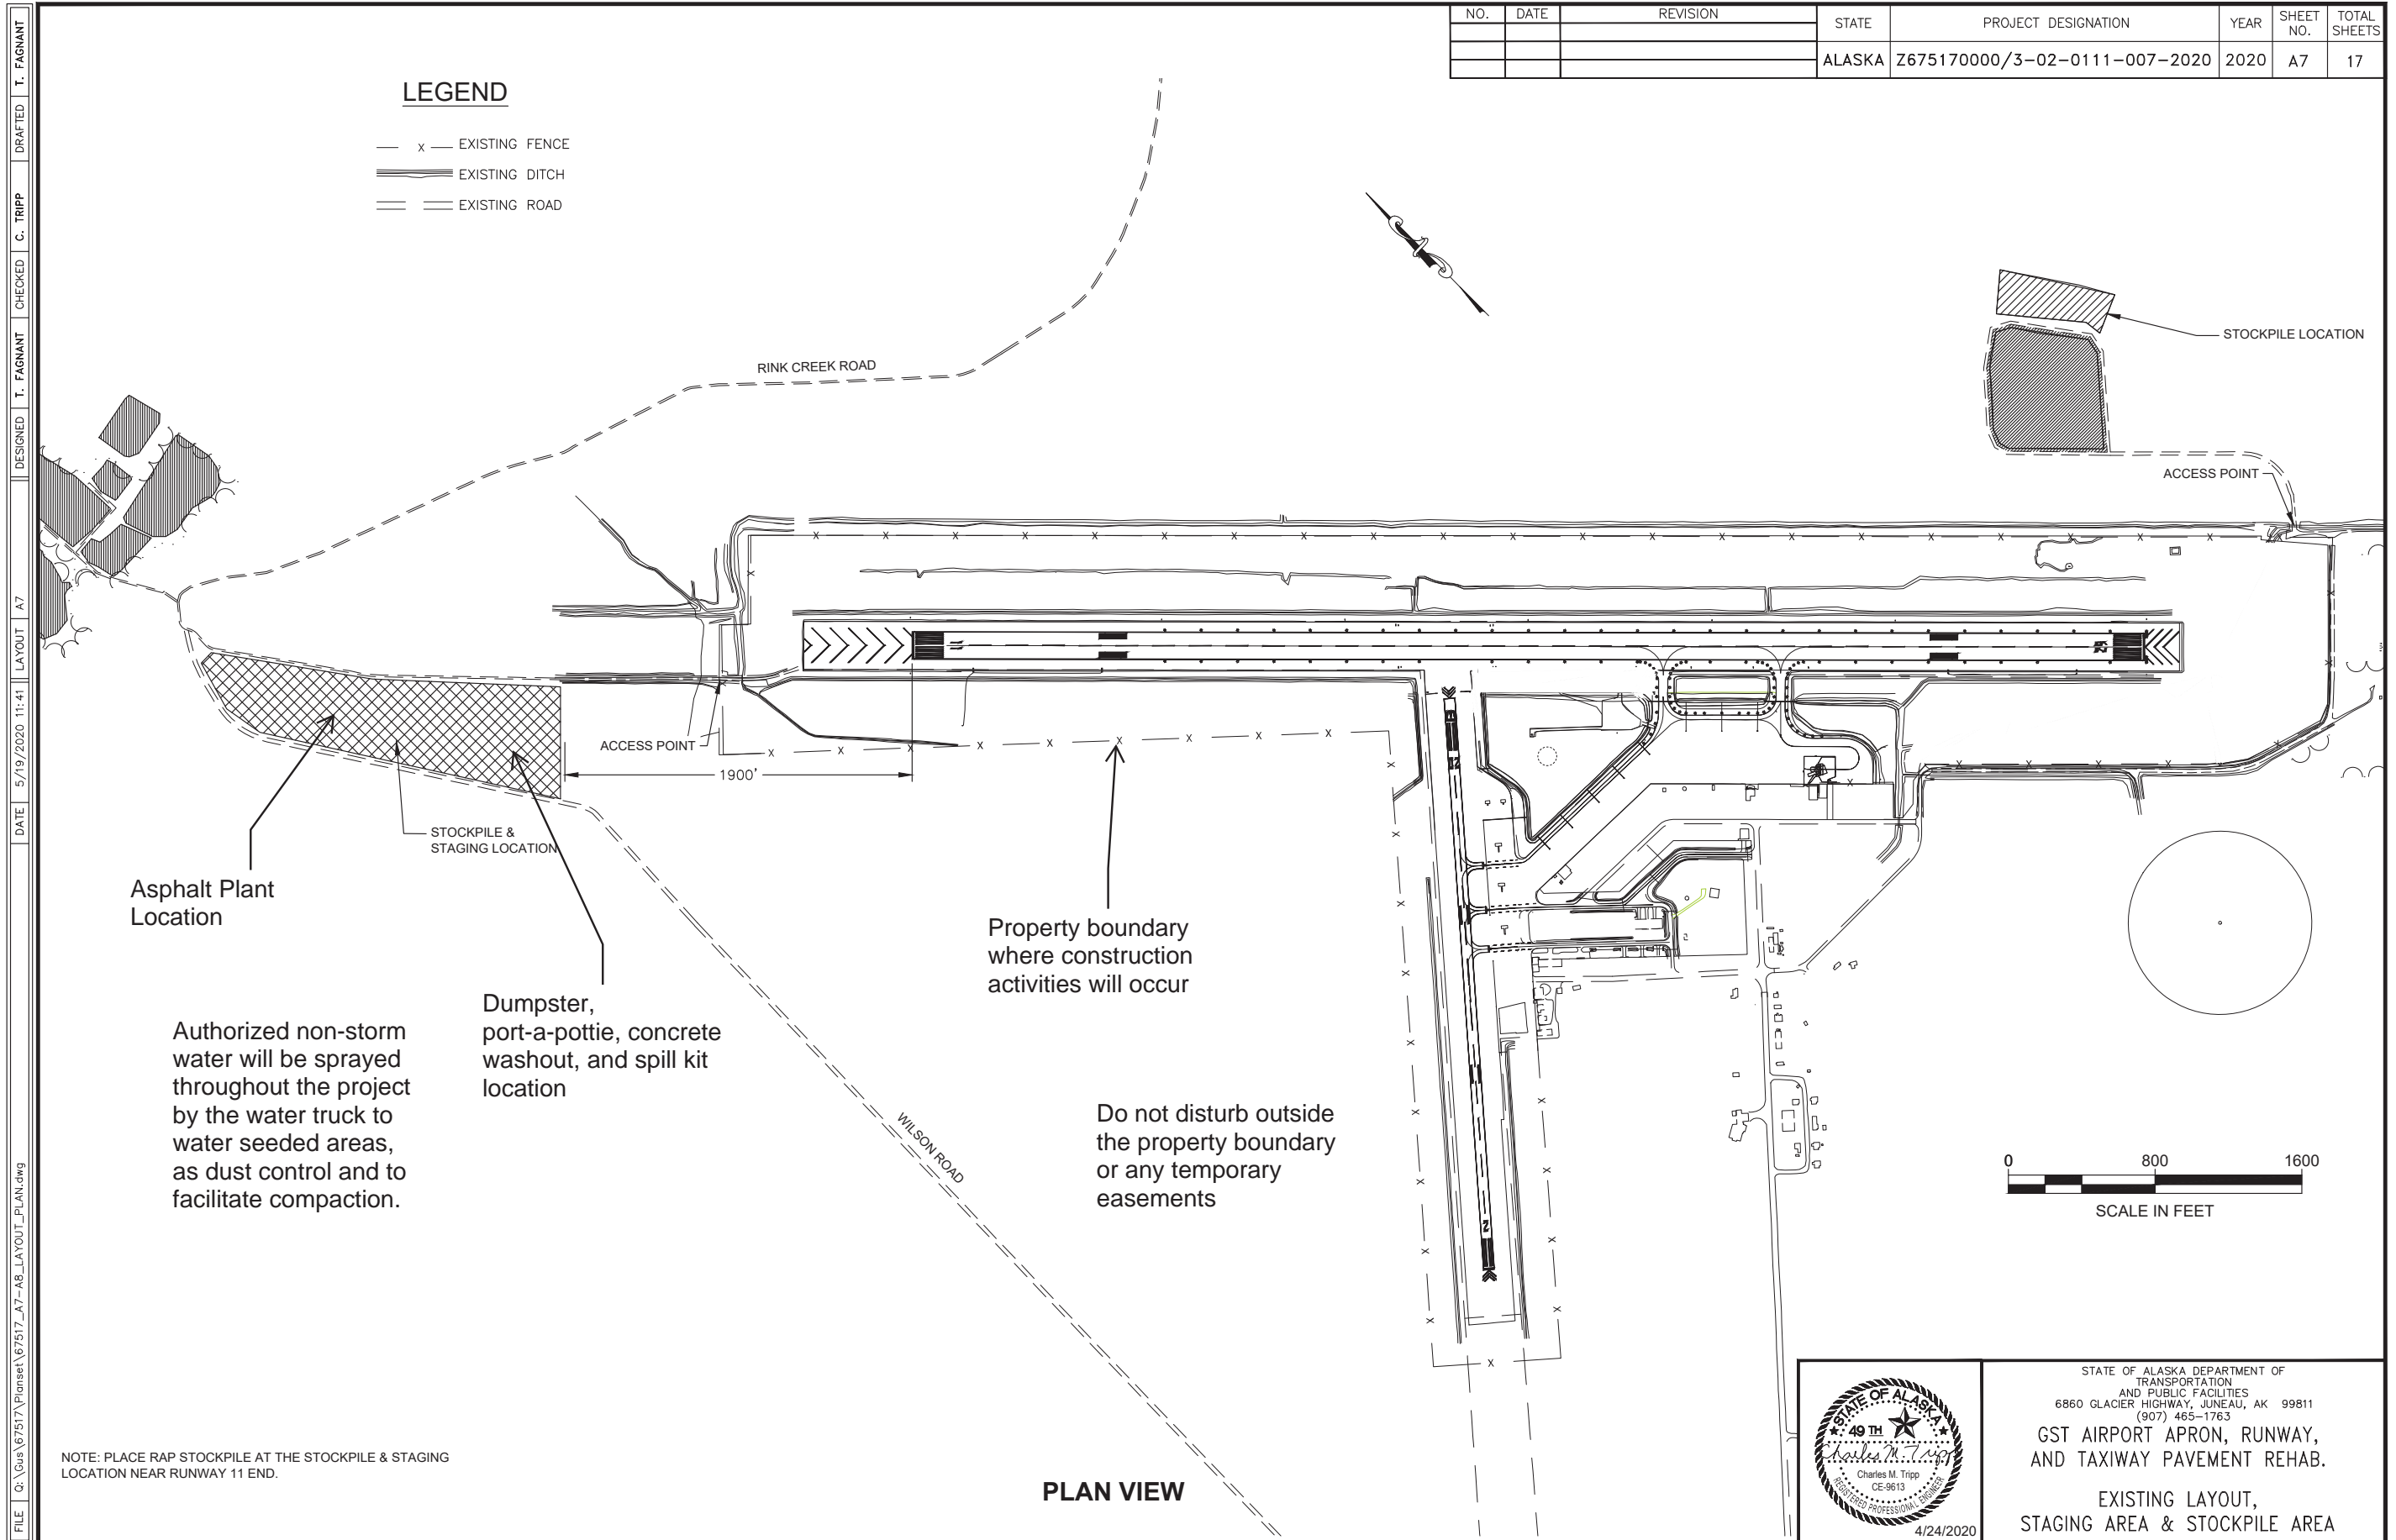 NO. DATE REVISION STATE PROJECT DESIGNATION YEAR SHEET NO. TOTAL SHEETS
ALASKA Z675170000/3-02-0111-007-2020 2020 A7 17
LEGEND
x EXISTING FENCE
EXISTING DITCH
EXISTING ROAD
RINK CREEK ROAD
STOCKPILE LOCATION
ACCESS POINT
11
29
ACCESS POINT
1900'
STOCKPILE &
STAGING LOCATION
Asphalt Plant
Location
Dumpster,
port-a-pottie, concrete
washout, and spill kit
location
Property boundary
where construction
activities will occur
Authorized non-storm
water will be sprayed
throughout the project
by the water truck to
water seeded areas,
as dust control and to
facilitate compaction.
Do not disturb outside
the property boundary
or any temporary
easements
WILSON ROAD
20
2
0 800 1600
SCALE IN FEET
NOTE: PLACE RAP STOCKPILE AT THE STOCKPILE & STAGING
LOCATION NEAR RUNWAY 11 END.
PLAN VIEW
STATE OF ALASKA
49 TH
Charles M. Tripp
Charles M. Tripp
CE-9613
REGISTERED PROFESSIONAL ENGINEER
4/24/2020
STATE OF ALASKA DEPARTMENT OF
TRANSPORTATION
AND PUBLIC FACILITIES
6860 GLACIER HIGHWAY, JUNEAU, AK 99811
(907) 465-1763
GST AIRPORT APRON, RUNWAY,
AND TAXIWAY PAVEMENT REHAB.
EXISTING LAYOUT,
STAGING AREA & STOCKPILE AREA
FILE Q:\Gus\67517\Planset\67517_A7-A8_LAYOUT_PLAN.dwg DATE 5/19/2020 11:41 LAYOUT A7 DESIGNED T. FAGNANT CHECKED C. TRIPP DRAFTED T. FAGNANT